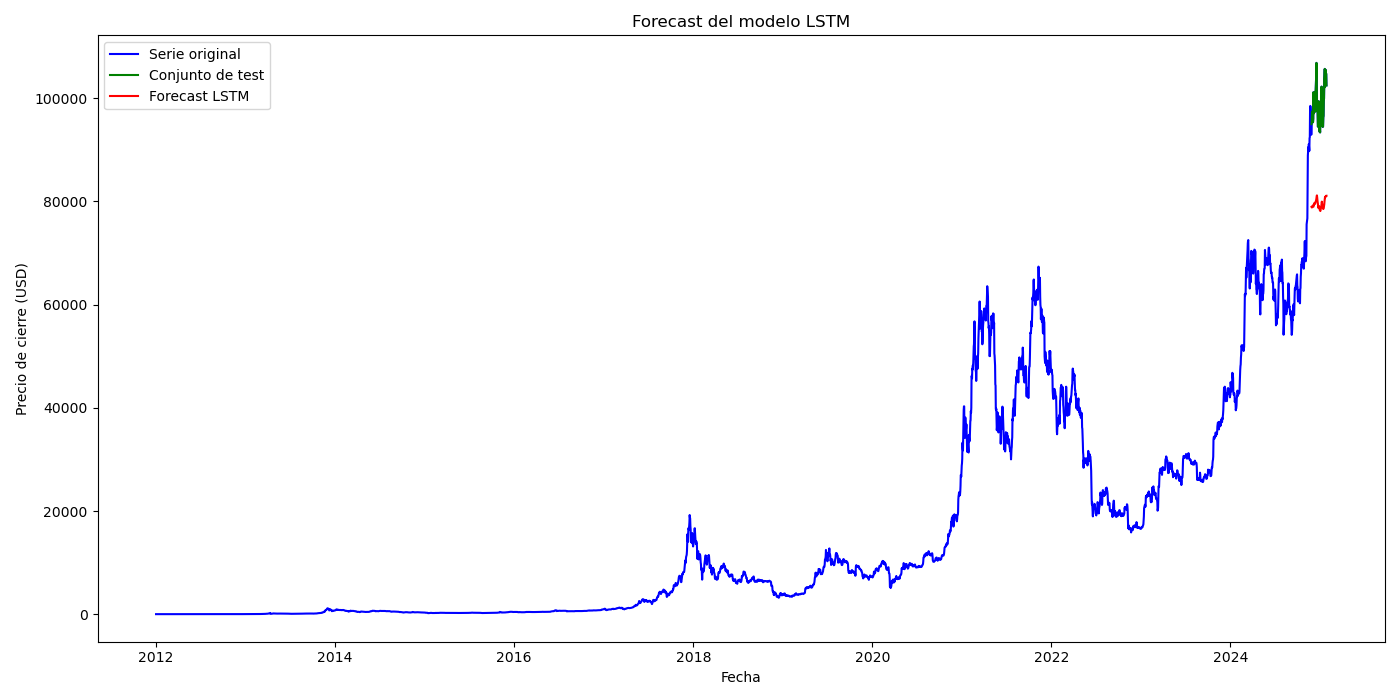 Forecast del modelo LSTM
Serie original
Conjunto de test
Forecast LSTM
Precio de cierre (USD)
100000
80000
60000
40000
20000
0
2012 2014 2016 2018 2020 2022 2024
Fecha